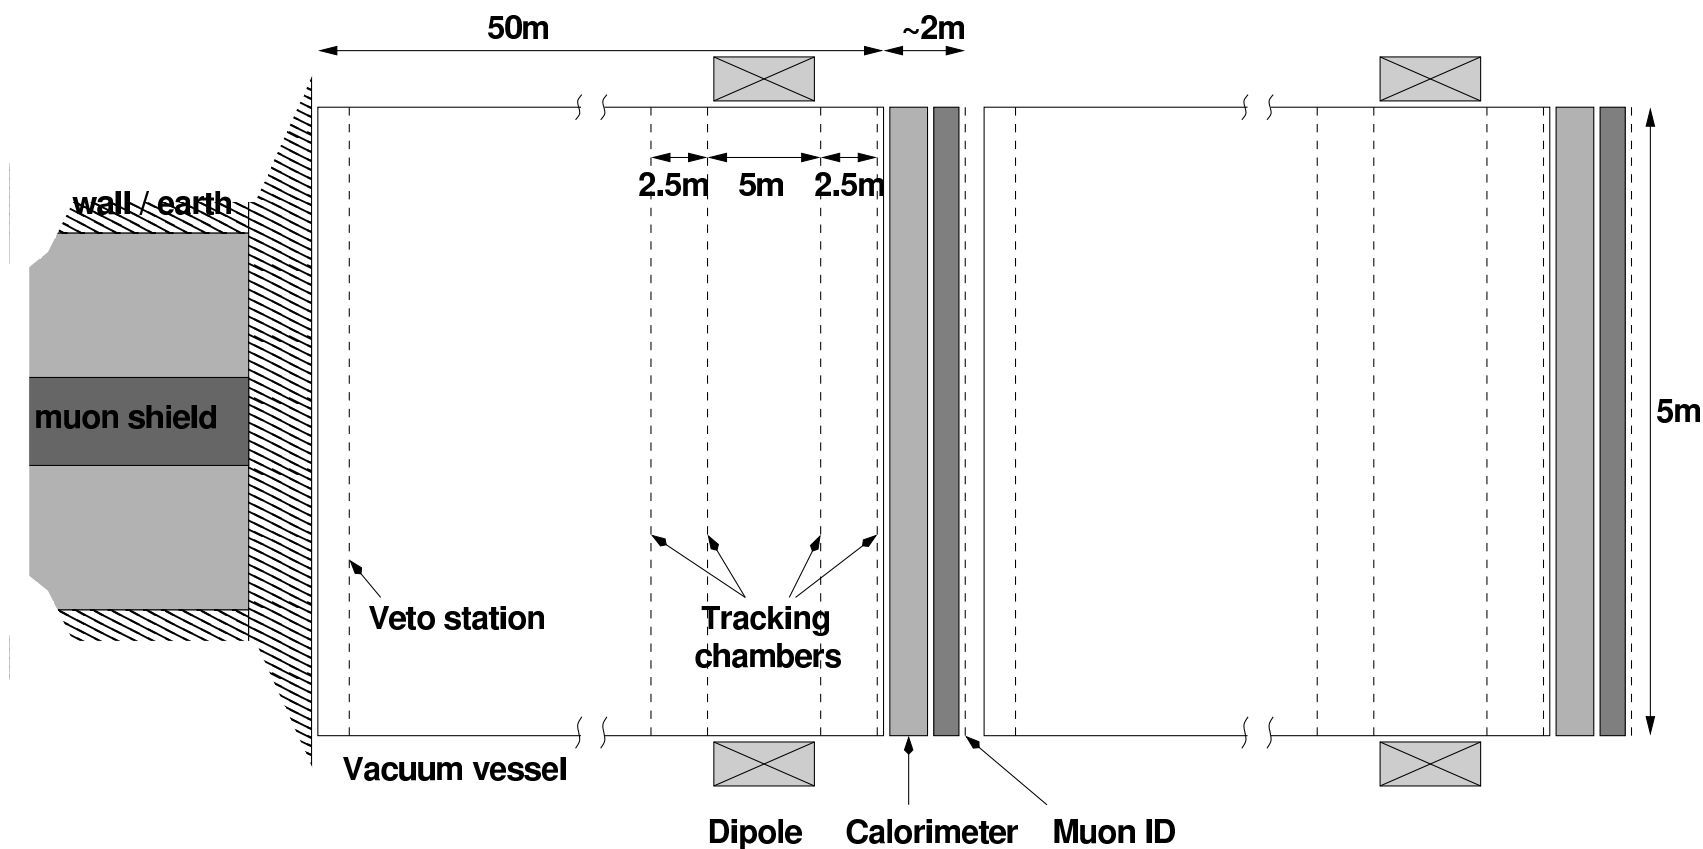 50m
~2m
2.5m 5m 2.5m
wall / earth
muon shield
5m
Veto station
Tracking
chambers
Vacuum vessel
Dipole
Calorimeter
Muon ID